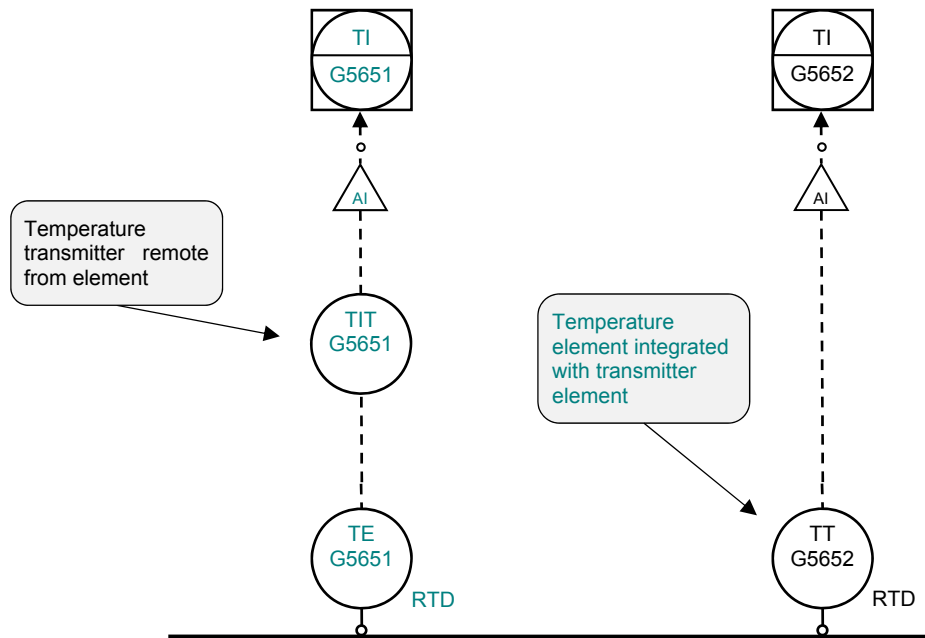 TI
G5651
TI
G5652
AI
AI
Temperature
transmitter remote
from element
TIT
G5651
Temperature
element integrated
with transmitter
element
TE
G5651
RTD
TT
G5652
RTD